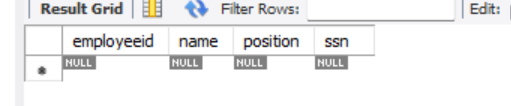 Result Grid Filter Rows: Edit:
employeeid name position ssn
NULL NULL NULL NULL